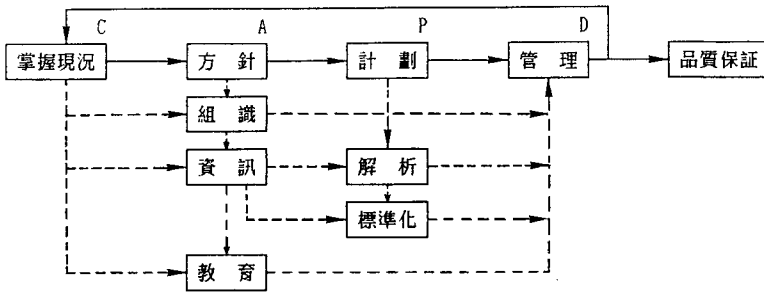 C A P D
掌握現況 方針 計劃 管理 品質保証
組識
資訊 解析
標準化
教育